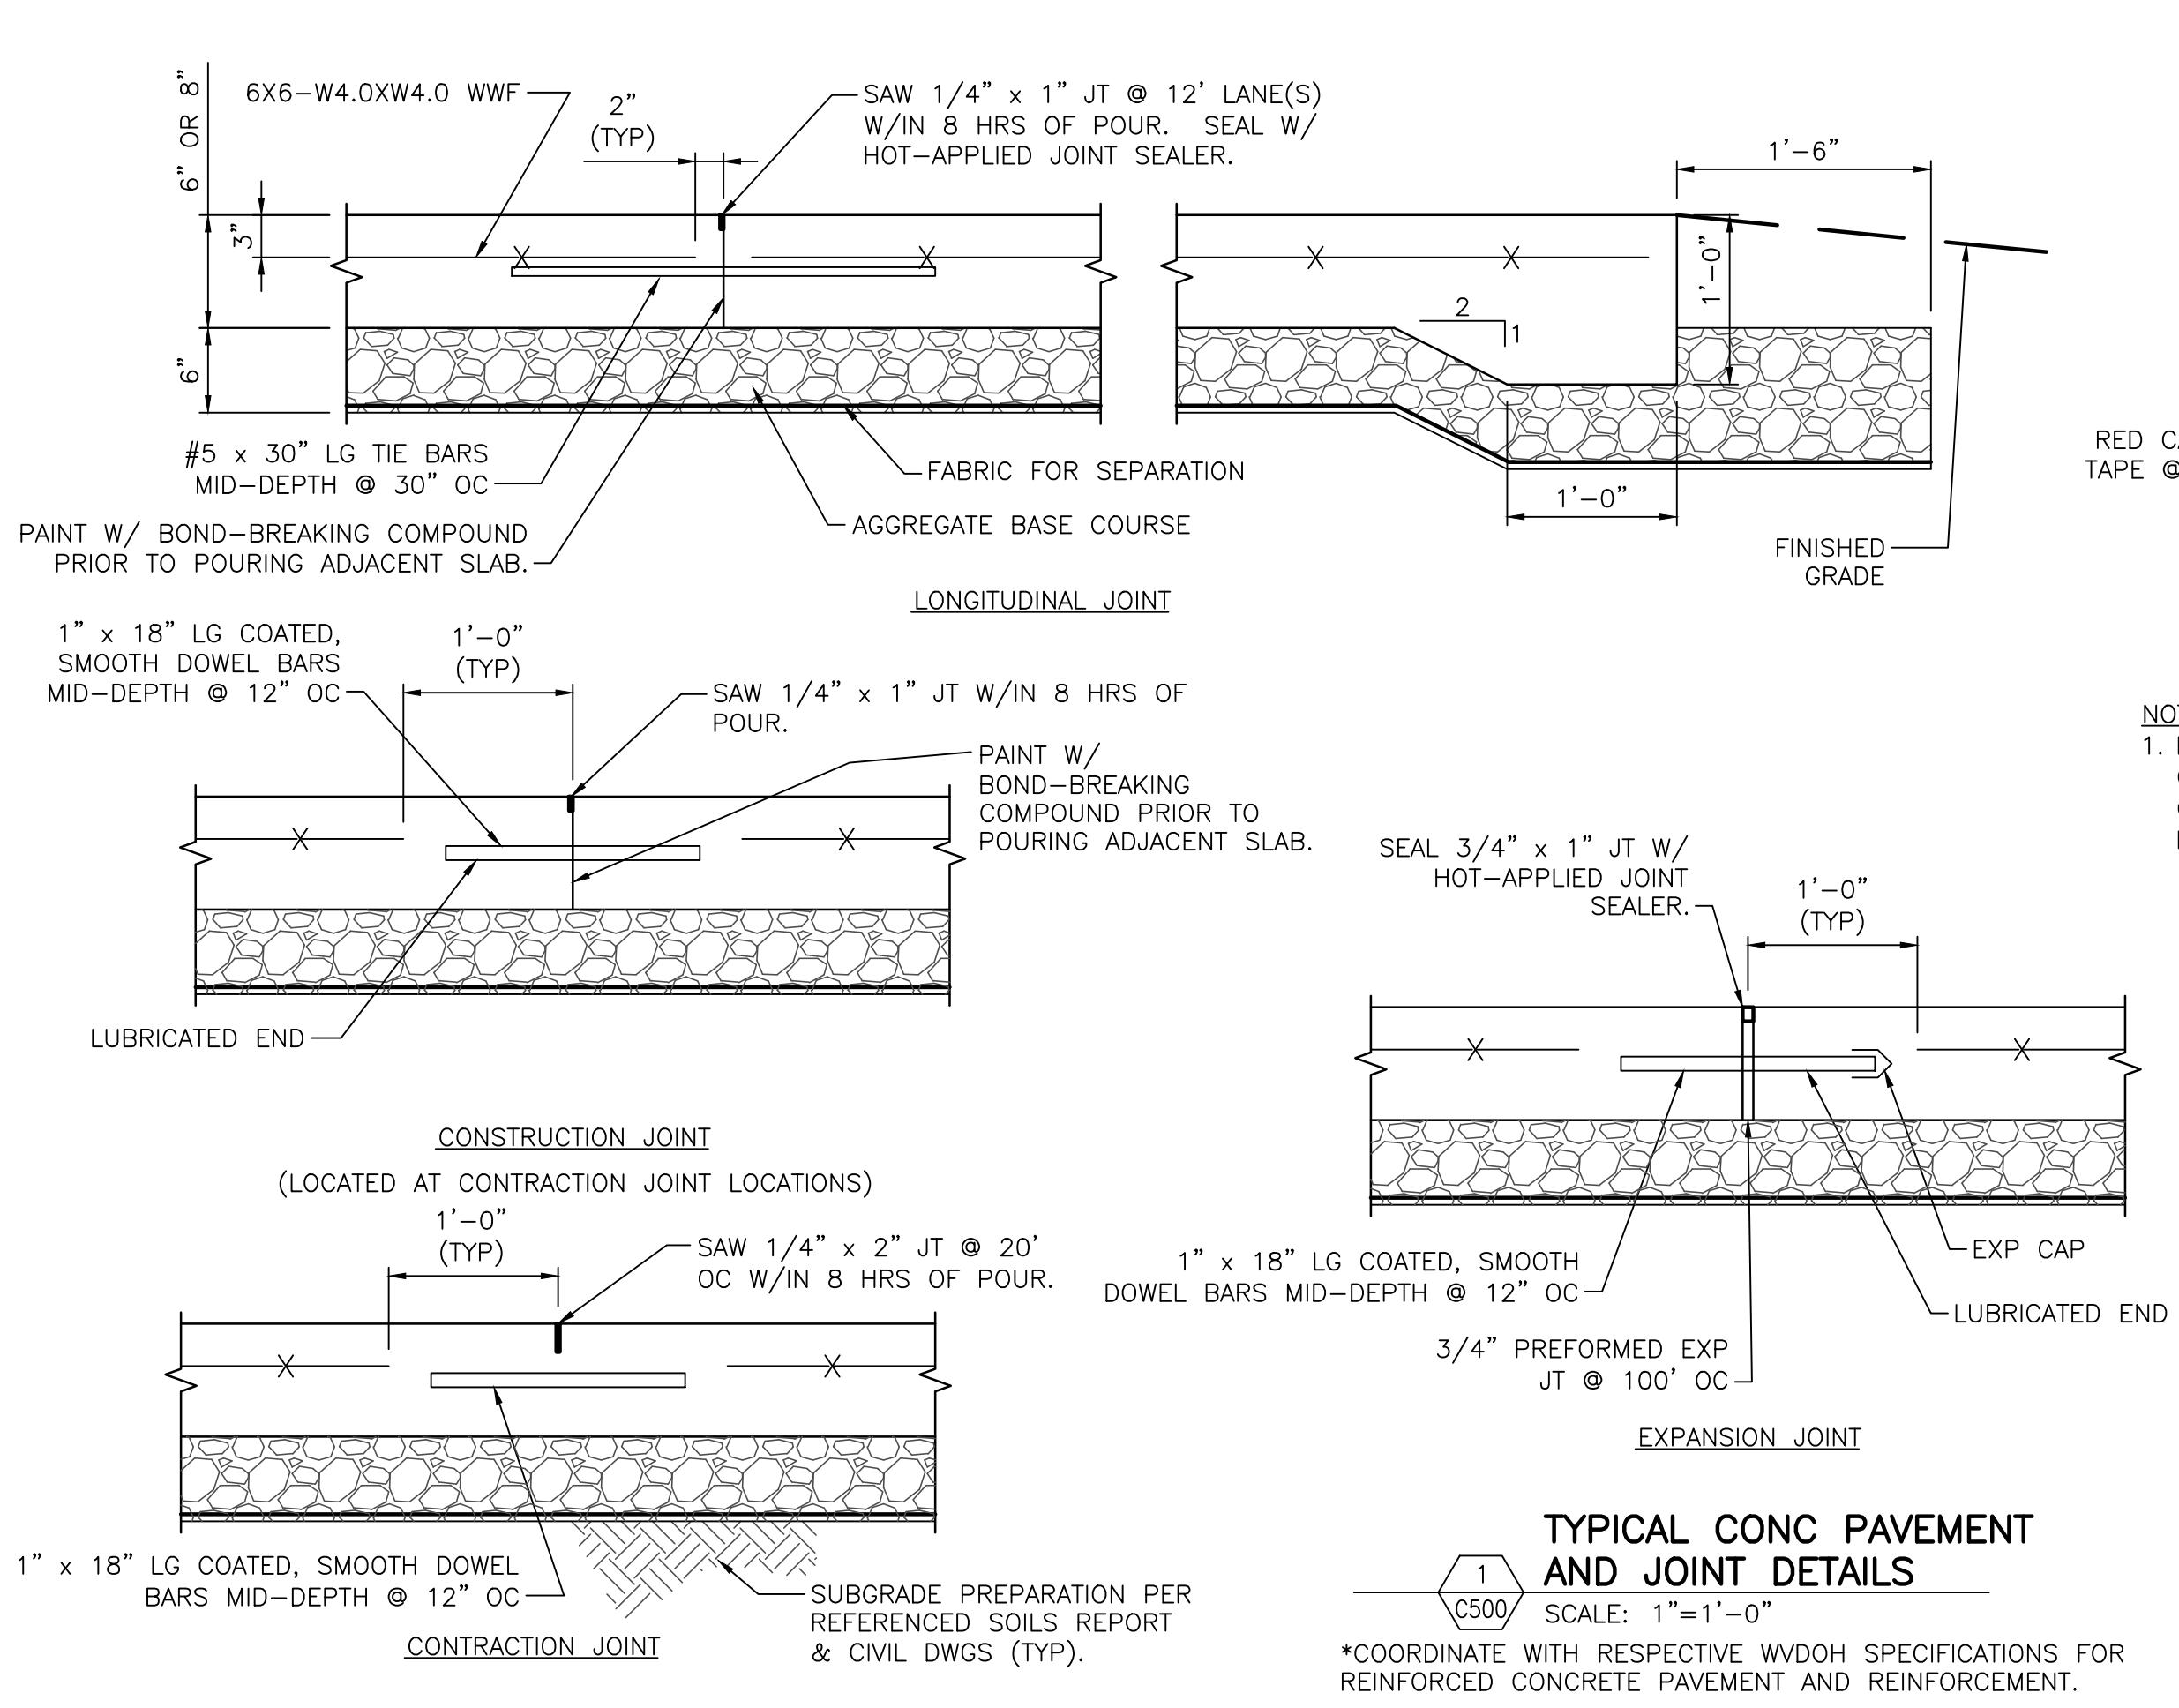 6" OR 8"
3"
6"
6X6-W4.0XW4.0 WWF
2"
(TYP)
SAW 1/4" x 1" JT @ 12' LANE(S)
W/IN 8 HRS OF POUR.  SEAL W/
HOT-APPLIED JOINT SEALER.
#5 x 30" LG TIE BARS
MID-DEPTH @ 30" OC
PAINT W/ BOND-BREAKING COMPOUND
PRIOR TO POURING ADJACENT SLAB.
FABRIC FOR SEPARATION
AGGREGATE BASE COURSE
LONGITUDINAL JOINT
1'-6"
1'-0"
2
1
1'-0"
FINISHED
GRADE
RED
TAPE @
1.
1" x 18" LG COATED,
SMOOTH DOWEL BARS
MID-DEPTH @ 12" OC
1'-0"
(TYP)
SAW 1/4" x 1" JT W/IN 8 HRS OF
POUR.
PAINT W/
BOND-BREAKING
COMPOUND PRIOR TO
POURING ADJACENT SLAB.
LUBRICATED END
CONSTRUCTION JOINT
(LOCATED AT CONTRACTION JOINT LOCATIONS)
SEAL 3/4" x 1" JT W/
HOT-APPLIED JOINT
SEALER.
1'-0"
(TYP)
1" x 18" LG COATED, SMOOTH
DOWEL BARS MID-DEPTH @ 12" OC
3/4" PREFORMED EXP
JT @ 100' OC
EXP CAP
LUBRICATED END
EXPANSION JOINT
1'-0"
(TYP)
SAW 1/4" x 2" JT @ 20'
OC W/IN 8 HRS OF POUR.
1" x 18" LG COATED, SMOOTH DOWEL
BARS MID-DEPTH @ 12" OC
SUBGRADE PREPARATION PER
REFERENCED SOILS REPORT
& CIVIL DWGS (TYP).
CONTRACTION JOINT
1
C500
TYPICAL CONC PAVEMENT
AND JOINT DETAILS
SCALE:  1"=1'-0"
*COORDINATE WITH RESPECTIVE WVDOH SPECIFICATIONS FOR
REINFORCED CONCRETE PAVEMENT AND REINFORCEMENT.